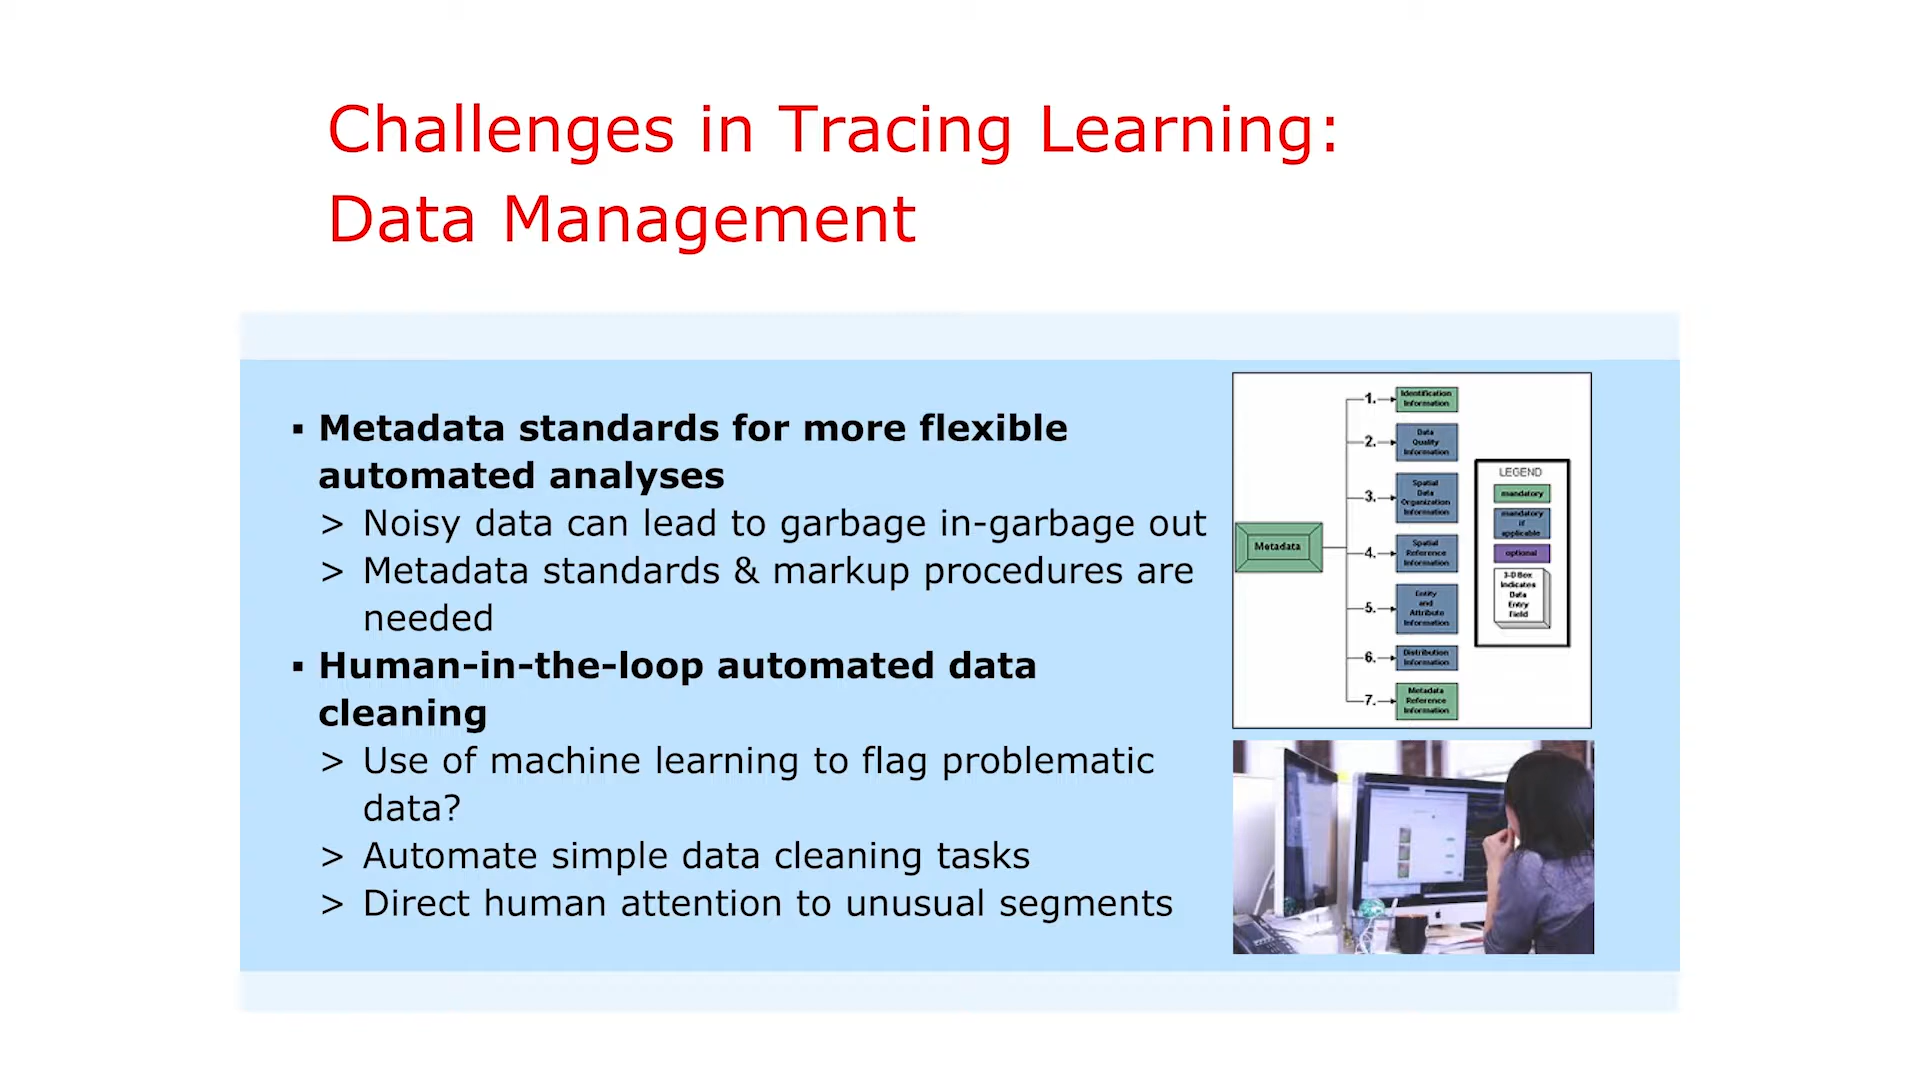 Challenges in Tracing Learning:
Data Management
▪ Metadata standards for more flexible
automated analyses
> Noisy data can lead to garbage in-garbage out
> Metadata standards & markup procedures are
needed
▪ Human-in-the-loop automated data
cleaning
> Use of machine learning to flag problematic
data?
> Automate simple data cleaning tasks
> Direct human attention to unusual segments
Metadata
1.
Identification
Information
2.
Data
Quality
Information
3.
Spatial
Data
Organization
Information
4.
Spatial
Reference
Information
5.
Entity
and
Attribute
Information
6.
Distribution
Information
7.
Metadata
Reference
Information
LEGEND
mandatory
mandatory
if
applicable
optional
3-D Box
Indicates
Data
Entry
Field